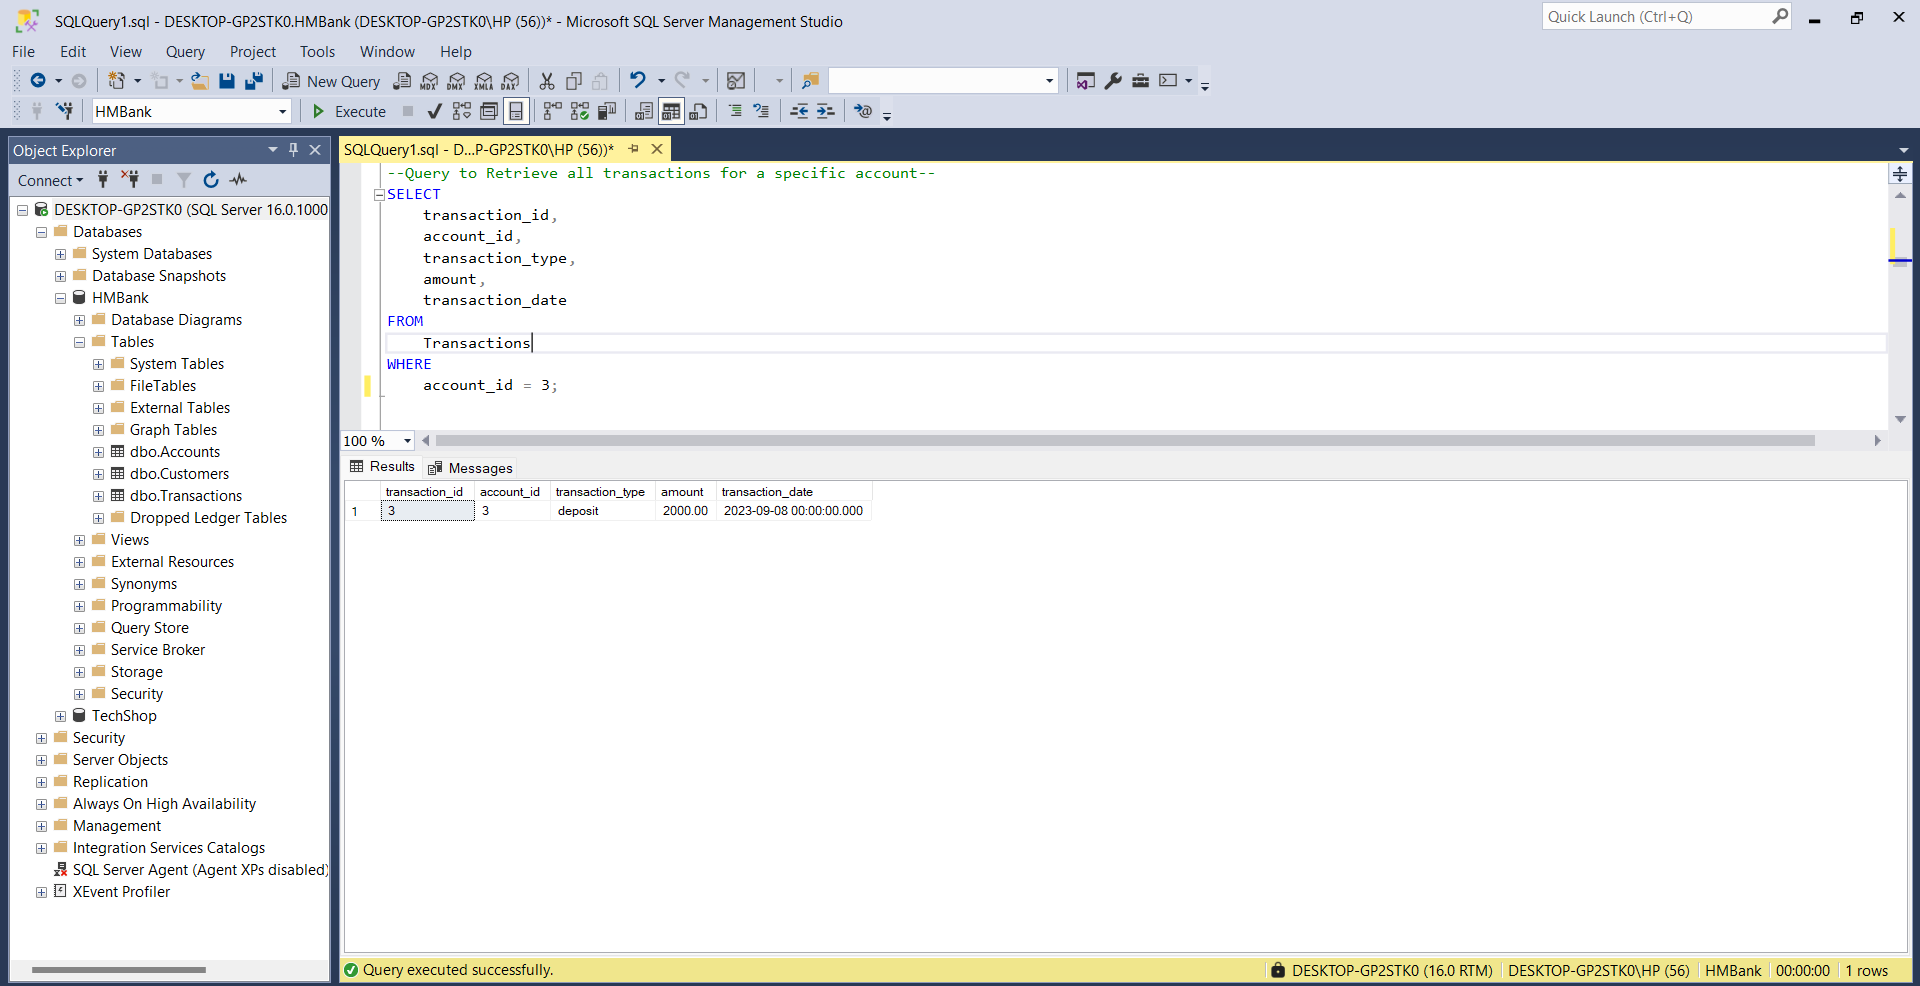 SQLQuery1.sql - DESKTOP-GP2STK0.HMBank (DESKTOP-GP2STK0\HP (56))* - Microsoft SQL Server Management Studio
Quick Launch (Ctrl+Q)
File Edit View Query Project Tools Window Help
New Query MDX DMX XMLA DAX
HMBank Execute
Object Explorer
Connect
DESKTOP-GP2STK0 (SQL Server 16.0.1000
Databases
System Databases
Database Snapshots
HMBank
Database Diagrams
Tables
System Tables
FileTables
External Tables
Graph Tables
dbo.Accounts
dbo.Customers
dbo.Transactions
Dropped Ledger Tables
Views
External Resources
Synonyms
Programmability
Query Store
Service Broker
Storage
Security
TechShop
Security
Server Objects
Replication
Always On High Availability
Management
Integration Services Catalogs
SQL Server Agent (Agent XPs disabled)
XEvent Profiler
SQLQuery1.sql - D...P-GP2STK0\HP (56))*
--Query to Retrieve all transactions for a specific account--
SELECT
transaction_id,
account_id,
transaction_type,
amount,
transaction_date
FROM
Transactions
WHERE
account_id = 3;
100 %
Results Messages
transaction_id account_id transaction_type amount transaction_date
1 3 3 deposit 2000.00 2023-09-08 00:00:00.000
Query executed successfully. DESKTOP-GP2STK0 (16.0 RTM) DESKTOP-GP2STK0\HP (56) HMBank 00:00:00 1 rows